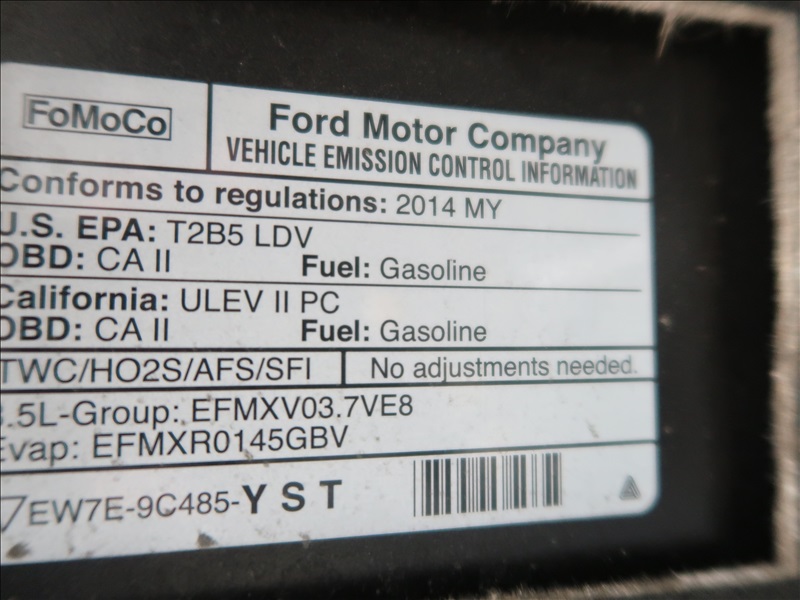 FoMoCo
Ford Motor Company
VEHICLE EMISSION CONTROL INFORMATION
Conforms to regulations: 2014 MY
U.S. EPA: T2B5 LDV
OBD: CA II Fuel: Gasoline
California: ULEV II PC
OBD: CA II Fuel: Gasoline
TWC/HO2S/AFS/SFI No adjustments needed.
.5L-Group: EFMXV03.7VE8
Evap: EFMXR0145GBV
7EW7E-9C485-YST